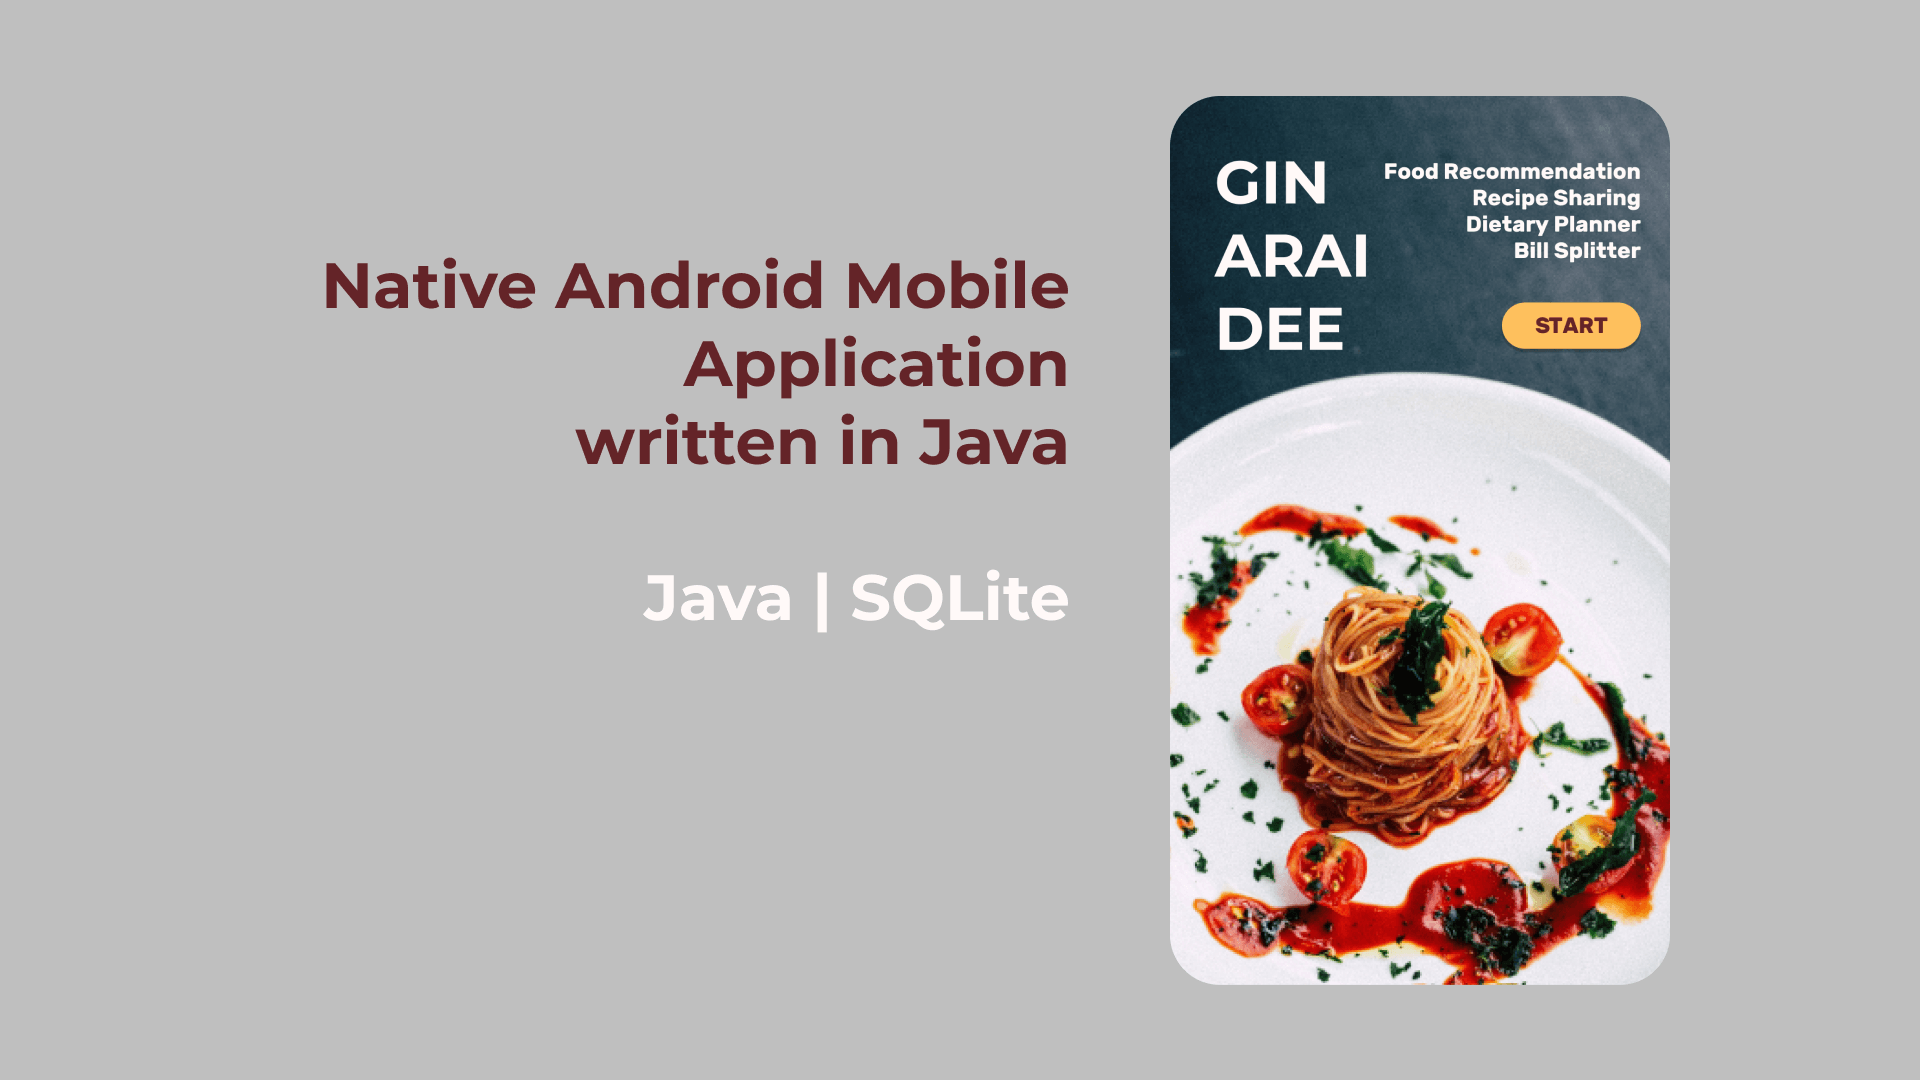 Native Android Mobile
Application
written in Java
Java | SQLite
GIN
ARAI
DEE
Food Recommendation
Recipe Sharing
Dietary Planner
Bill Splitter
START